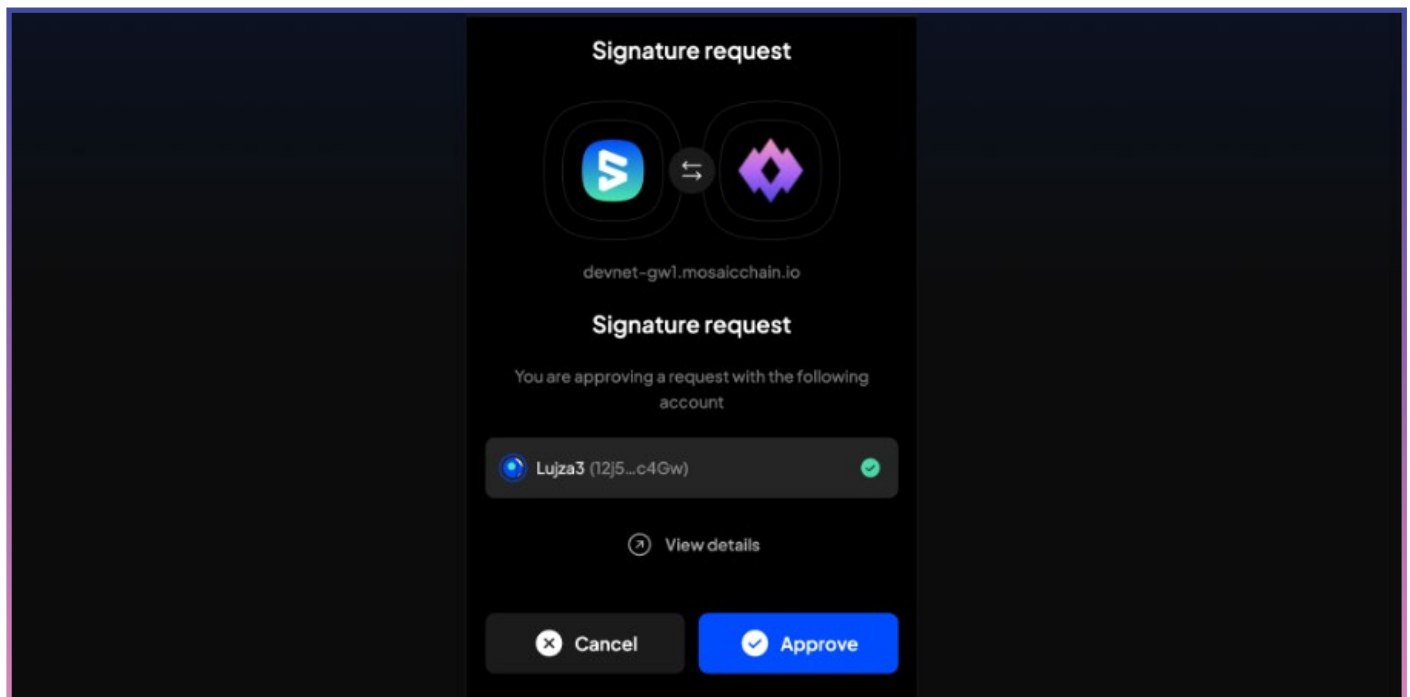 Signature request
devnet-gw1.mosaicchain.io
Signature request
You are approving a request with the following
account
Lujza3 (12j5...c4Gw)
View details
Cancel
Approve